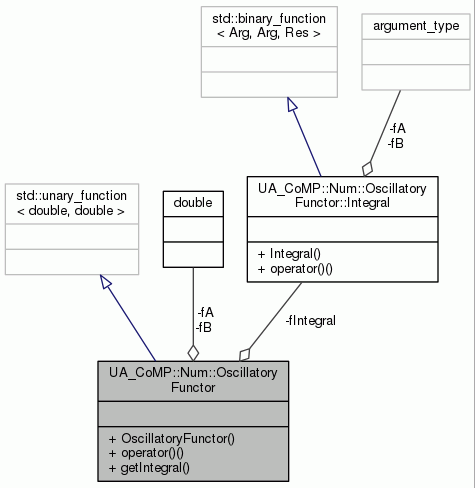 std::binary_function
< Arg, Arg, Res >
argument_type
-fA
-fB
UA_CoMP::Num::Oscillatory
Functor::Integral
+ Integral()
+ operator()()
std::unary_function
< double, double >
double
-fA
-fB
-fIntegral
UA_CoMP::Num::Oscillatory
Functor
+ OscillatoryFunctor()
+ operator()()
+ getIntegral()